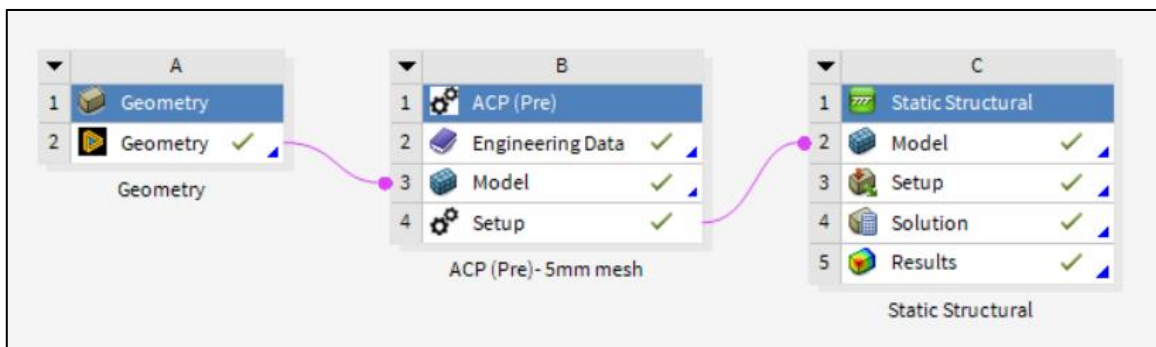 A
1 Geometry
2 Geometry
Geometry
B
1 ACP (Pre)
2 Engineering Data
3 Model
4 Setup
ACP (Pre)- 5mm mesh
C
1 Static Structural
2 Model
3 Setup
4 Solution
5 Results
Static Structural